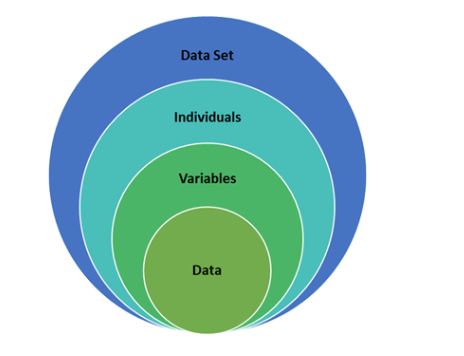 Data Set
Individuals
Variables
Data